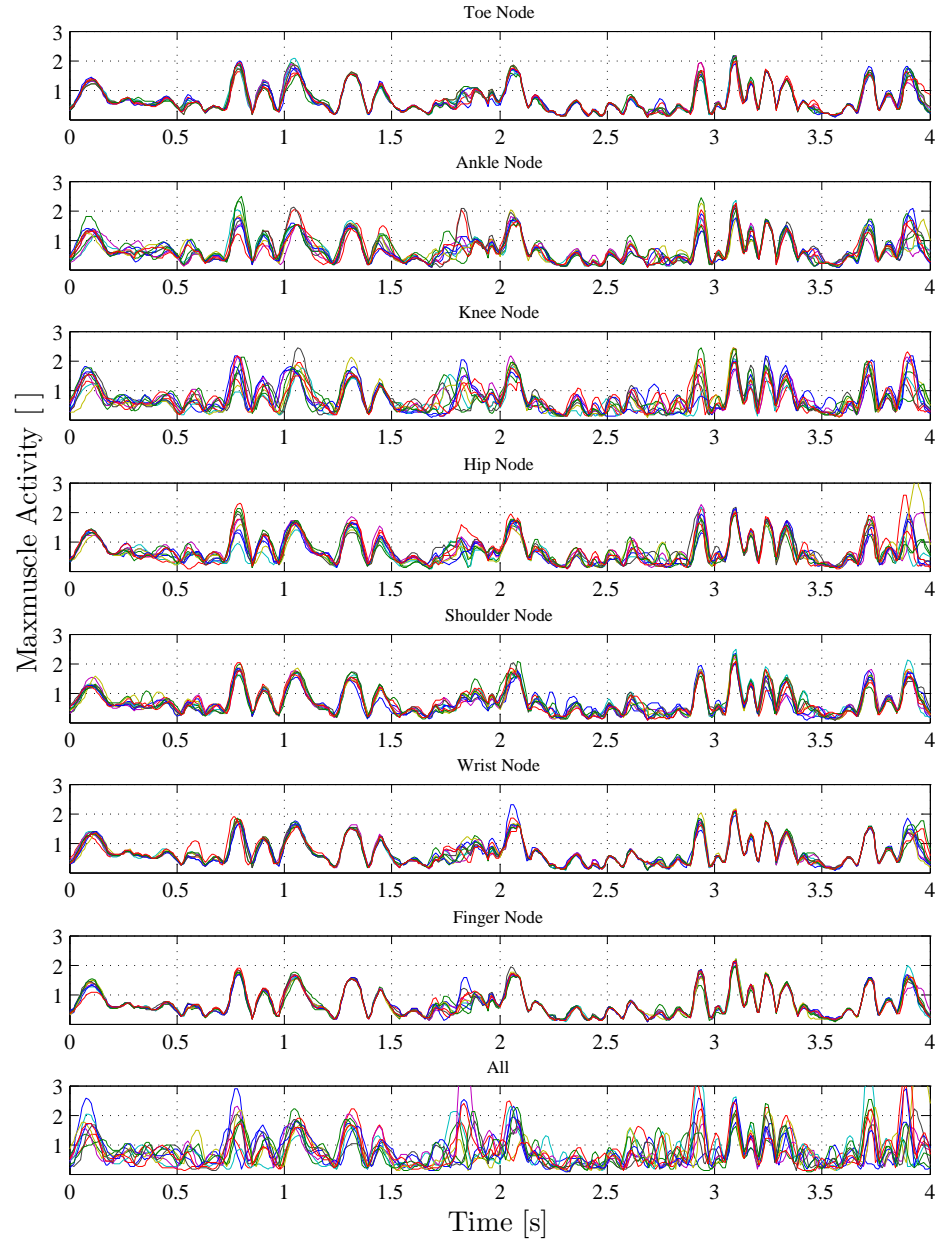 Toe Node
3
2
1
0 0.5 1 1.5 2 2.5 3 3.5 4
Ankle Node
3
2
1
0 0.5 1 1.5 2 2.5 3 3.5 4
Knee Node
3
2
1
0 0.5 1 1.5 2 2.5 3 3.5 4
Hip Node
3
2
1
0 0.5 1 1.5 2 2.5 3 3.5 4
Shoulder Node
3
2
1
0 0.5 1 1.5 2 2.5 3 3.5 4
Wrist Node
3
2
1
0 0.5 1 1.5 2 2.5 3 3.5 4
Finger Node
3
2
1
0 0.5 1 1.5 2 2.5 3 3.5 4
All
3
2
1
0 0.5 1 1.5 2 2.5 3 3.5 4
Time [s]
Maxmuscle Activity [ ]